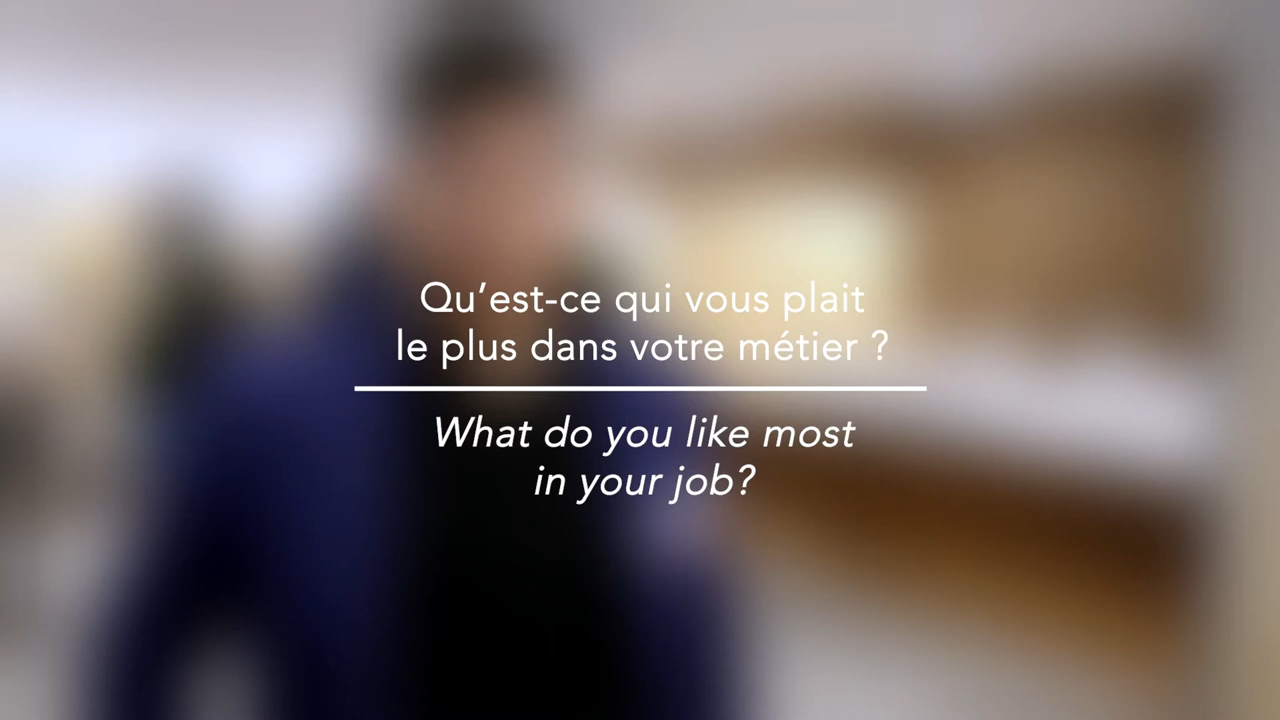 Qu’est-ce qui vous plait
le plus dans votre métier ?
What do you like most
in your job?